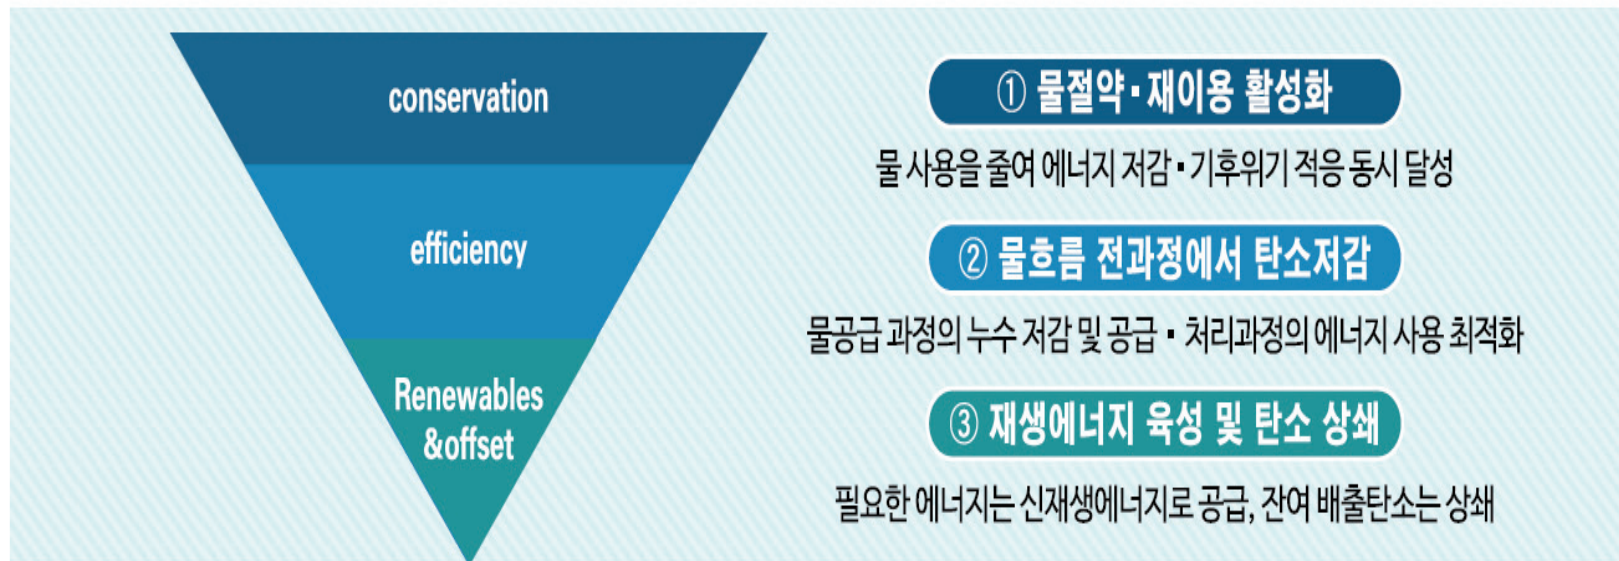 conservation
efficiency
Renewables
&offset
① 물절약▪재이용 활성화
물 사용을 줄여 에너지 저감▪기후위기 적응 동시 달성
② 물흐름 전과정에서 탄소저감
물공급 과정의 누수 저감 및 공급▪처리과정의 에너지 사용 최적화
③ 재생에너지 육성 및 탄소 상쇄
필요한 에너지는 신재생에너지로 공급, 잔여 배출탄소는 상쇄